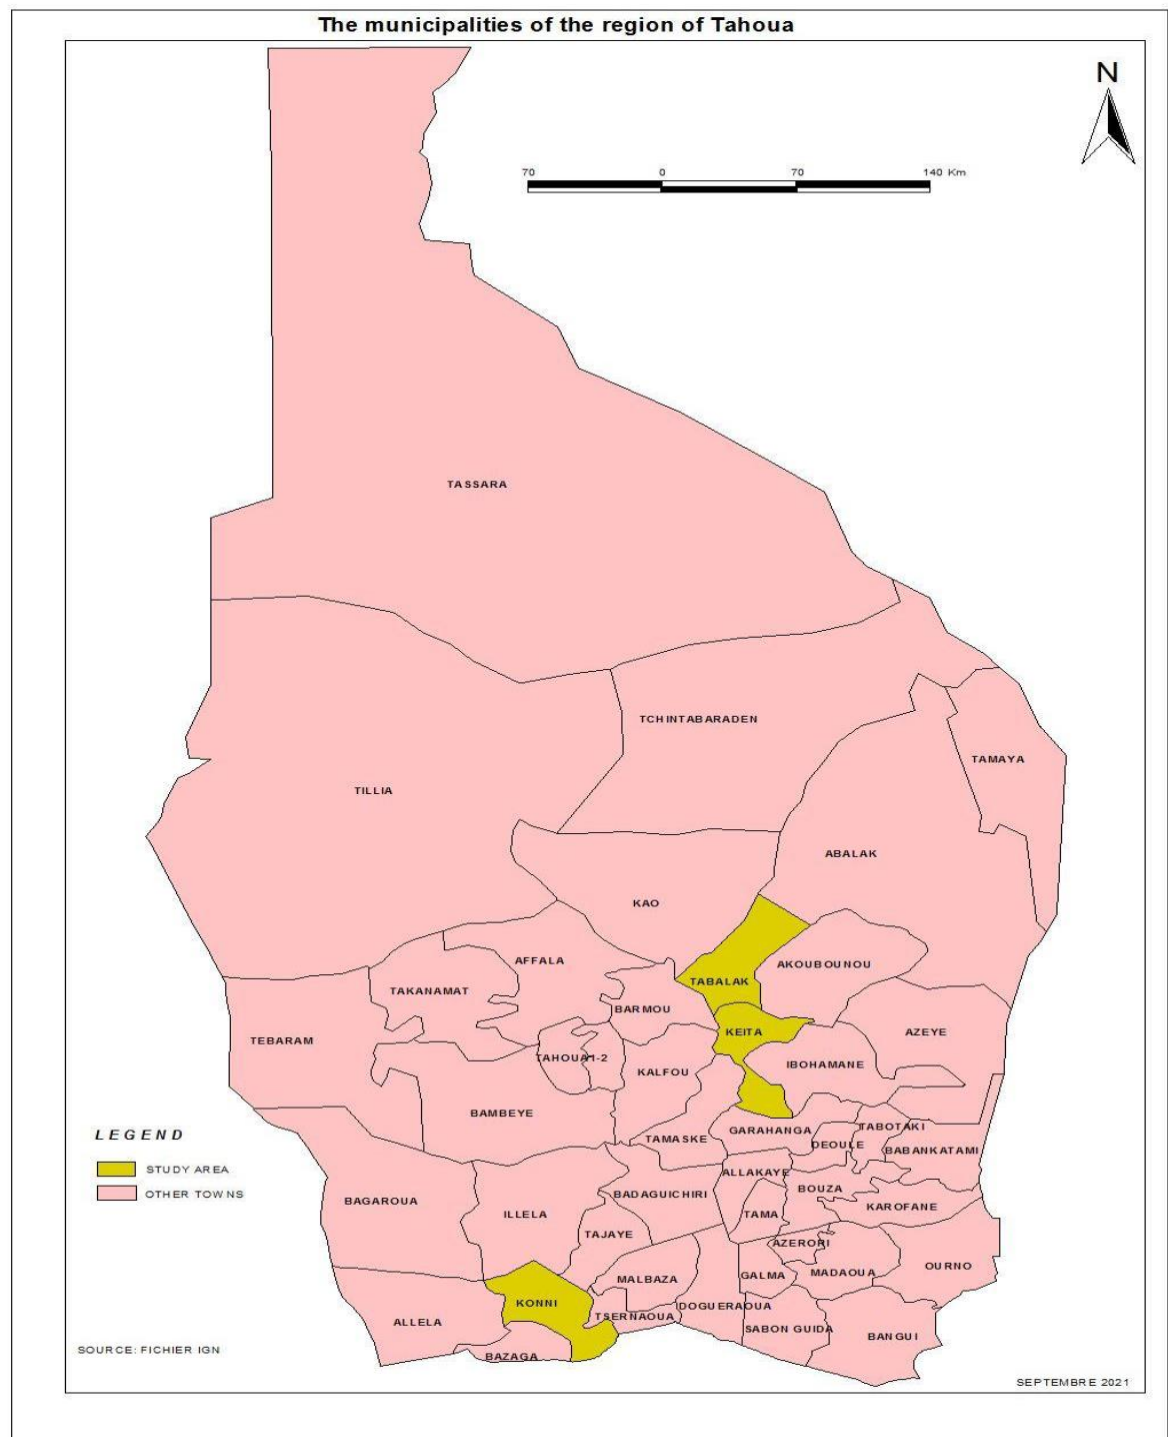 The municipalities of the region of Tahoua
N
70 0 70 140 Km
TASSARA
TCHINTABARADEN
TAMAYA
TILLIA
ABALAK
KAO
AFFALA
AKOUBOUNOU
TABALAK
TAKANAMAT
BARMOU
KEITA
AZEYE
TEBARAM
TAHOUA1-2
IBOHAMANE
KALFOU
BAMBEYE
TABOTAKI
GARAHANGA
LEGEND
TAMASKE
DEOULE
BABANKATAMI
STUDY AREA
ALLAKAYE
BOUZA
OTHER TOWNS
BADAGUICHIRI
BAGAROUA
KAROFANE
ILLELA
TAMA
TAJAYE
AZERORI
OURNO
MADAOUA
GALMA
MALBAZA
KONNI
DOGUERAOUA
TSERNAOUA
ALLELA
SABON GUIDA
BANGUI
SOURCE: FICHIER IGN
BAZAGA
SEPTEMBRE 2021